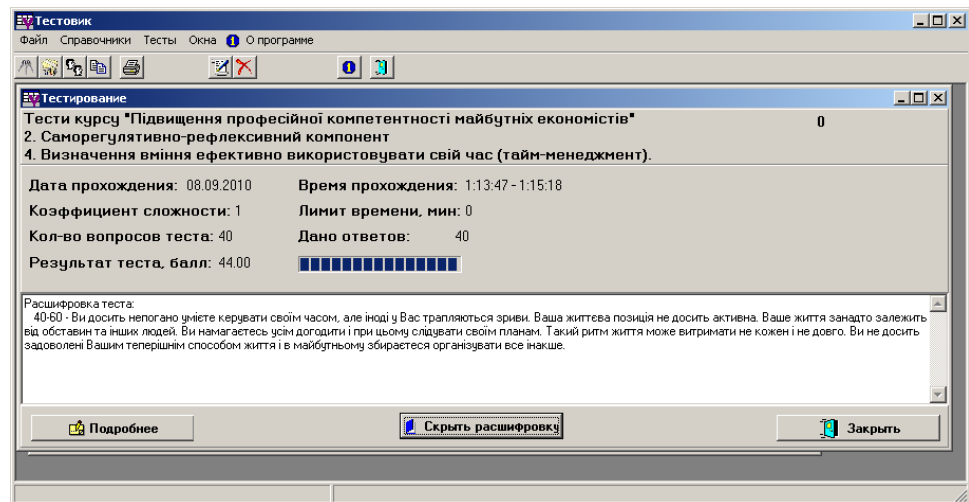 Тестовик
Файл Справочники Тесты Окна О программе
Тестирование
Тести курсу "Підвищення професійної компетентності майбутніх економістів" 0
2. Саморегулятивно-рефлексивний компонент
4. Визначення вміння ефективно використовувати свій час (тайм-менеджмент).
Дата прохождения: 08.09.2010 Время прохождения: 1:13:47 - 1:15:18
Коэффициент сложности: 1 Лимит времени, мин: 0
Кол-во вопросов теста: 40 Дано ответов: 40
Результат теста, балл: 44.00
Расшифровка теста:
40-60 - Ви досить непогано умієте керувати своїм часом, але іноді у Вас трапляються зриви. Ваша життєва позиція не досить активна. Ваше життя занадто залежить
від обставин та інших людей. Ви намагаєтесь усім догодити і при цьому слідувати своїм планам. Такий ритм життя може витримати не кожен і не довго. Ви не досить
задоволені Вашим теперішнім способом життя і в майбутньому збираєтеся організувати все інакше.
Подробнее Скрыть расшифровку Закрыть